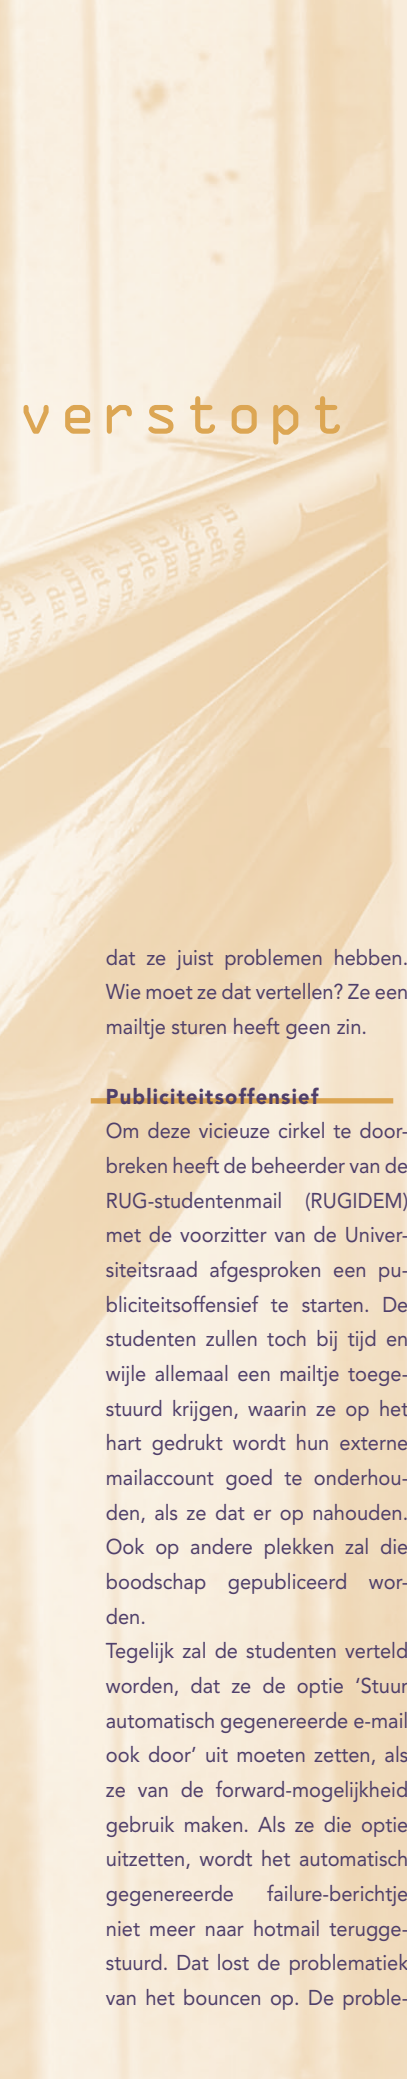 verstopt
dat ze juist problemen hebben.
Wie moet ze dat vertellen? Ze een
mailtje sturen heeft geen zin.
Publiciteitsoffensief
Om deze vicieuze cirkel te door-
breken heeft de beheerder van de
RUG-studentenmail (RUGIDEM)
met de voorzitter van de Univer-
siteitsraad afgesproken een pu-
bliciteitsoffensief te starten. De
studenten zullen toch bij tijd en
wijle allemaal een mailtje toege-
stuurd krijgen, waarin ze op het
hart gedrukt wordt hun externe
mailaccount goed te onderhou-
den, als ze dat er op nahouden.
Ook op andere plekken zal die
boodschap gepubliceerd wor-
den.
Tegelijk zal de studenten verteld
worden, dat ze de optie ‘Stuur
automatisch gegenereerde e-mail
ook door’ uit moeten zetten, als
ze van de forward-mogelijkheid
gebruik maken. Als ze die optie
uitzetten, wordt het automatisch
gegenereerde failure-berichtje
niet meer naar hotmail terugge-
stuurd. Dat lost de problematiek
van het bouncen op. De proble-